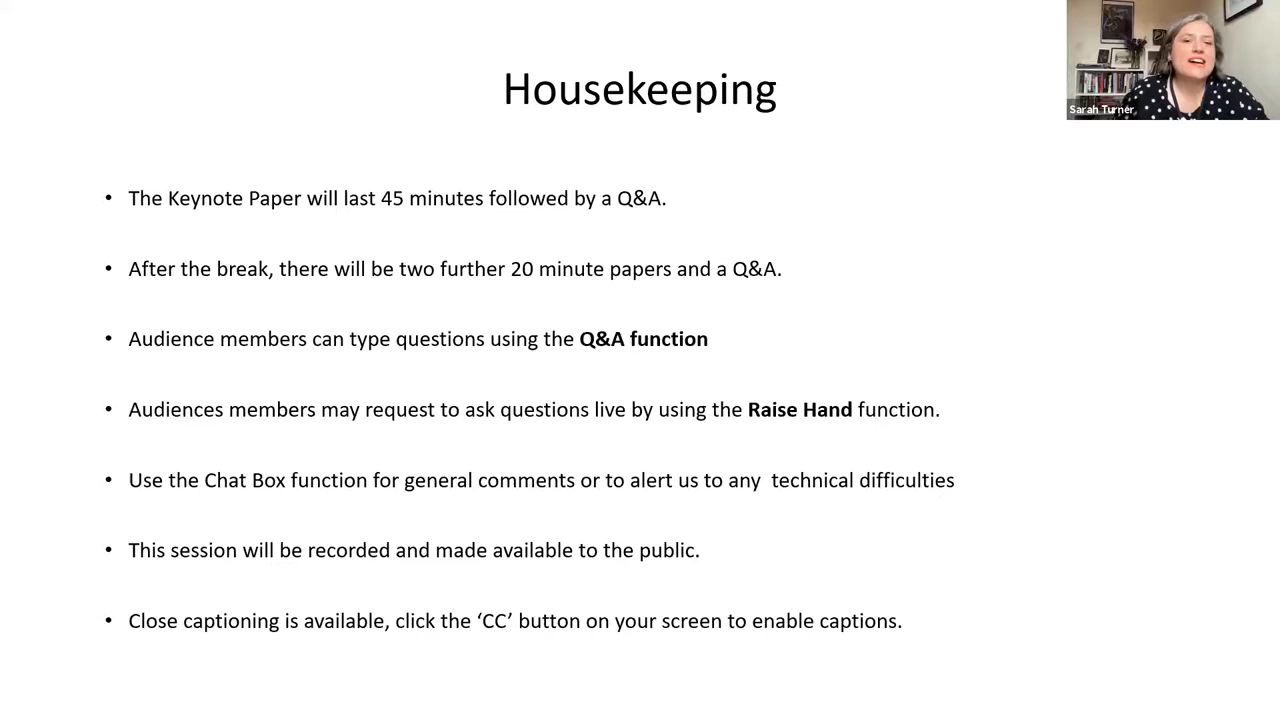 Housekeeping
Sarah Turner
• The Keynote Paper will last 45 minutes followed by a Q&A.
• After the break, there will be two further 20 minute papers and a Q&A.
• Audience members can type questions using the Q&A function
• Audiences members may request to ask questions live by using the Raise Hand function.
• Use the Chat Box function for general comments or to alert us to any  technical difficulties
• This session will be recorded and made available to the public.
• Close captioning is available, click the ‘CC’ button on your screen to enable captions.